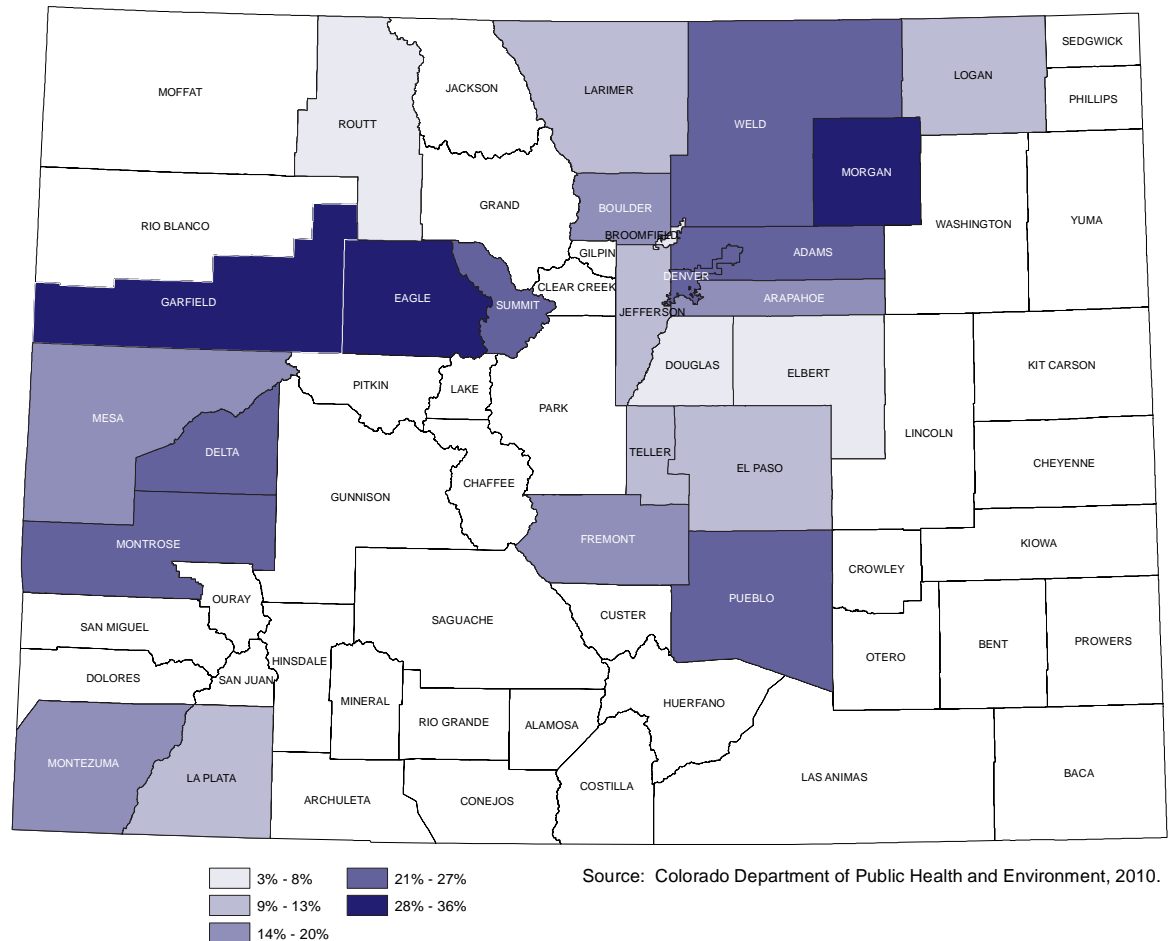 SEDGWICK
LOGAN
MOFFAT
JACKSON
LARIMER
PHILLIPS
ROUTT
WELD
MORGAN
GRAND
BOULDER
RIO BLANCO
WASHINGTON
YUMA
BROOMFIELD
GILPIN
ADAMS
DENVER
CLEAR CREEK
GARFIELD
EAGLE
SUMMIT
ARAPAHOE
JEFFERSON
DOUGLAS
ELBERT
KIT CARSON
PITKIN
LAKE
PARK
MESA
LINCOLN
DELTA
TELLER
EL PASO
CHEYENNE
CHAFFEE
GUNNISON
MONTROSE
FREMONT
KIOWA
CROWLEY
OURAY
PUEBLO
CUSTER
SAN MIGUEL
SAGUACHE
BENT
PROWERS
OTERO
HINSDALE
DOLORES
SAN JUAN
MINERAL
HUERFANO
RIO GRANDE
ALAMOSA
MONTEZUMA
LA PLATA
LAS ANIMAS
BACA
COSTILLA
ARCHULETA
CONEJOS
3% - 8%
21% - 27%
Source: Colorado Department of Public Health and Environment, 2010.
9% - 13%
28% - 36%
14% - 20%